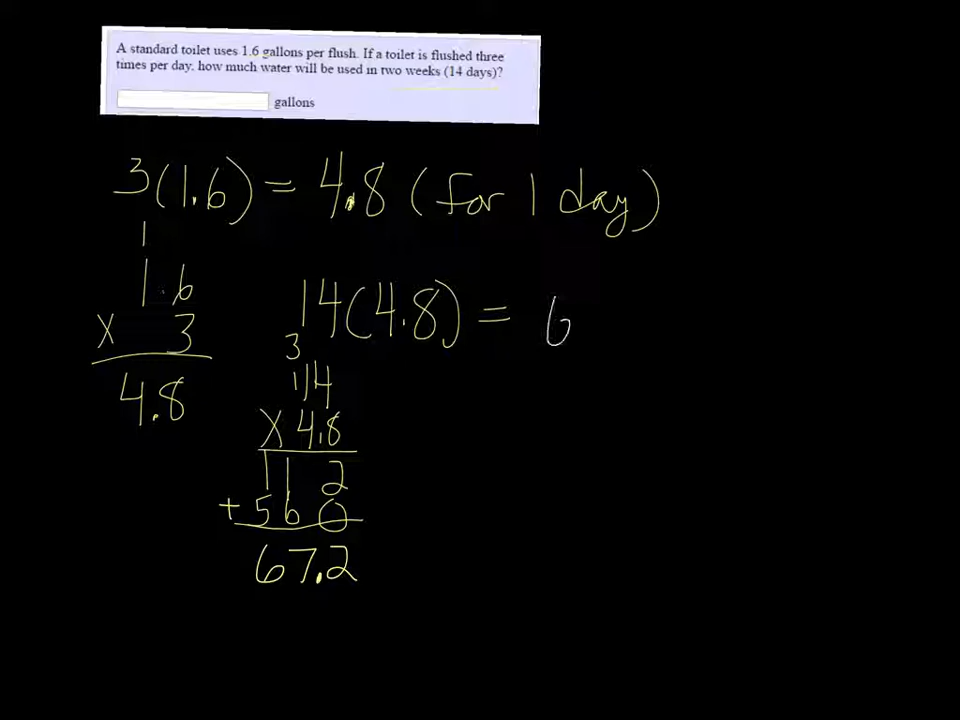 A standard toilet uses 1.6 gallons per flush. If a toilet is flushed three
times per day. how much water will be used in two weeks (14 days)?
gallons
3(1.6) = 4.8 (for 1 day)
1
1.6
x 3
4.8
14(4.8) = 6
3
14
x 4.8
112
+ 560
67.2